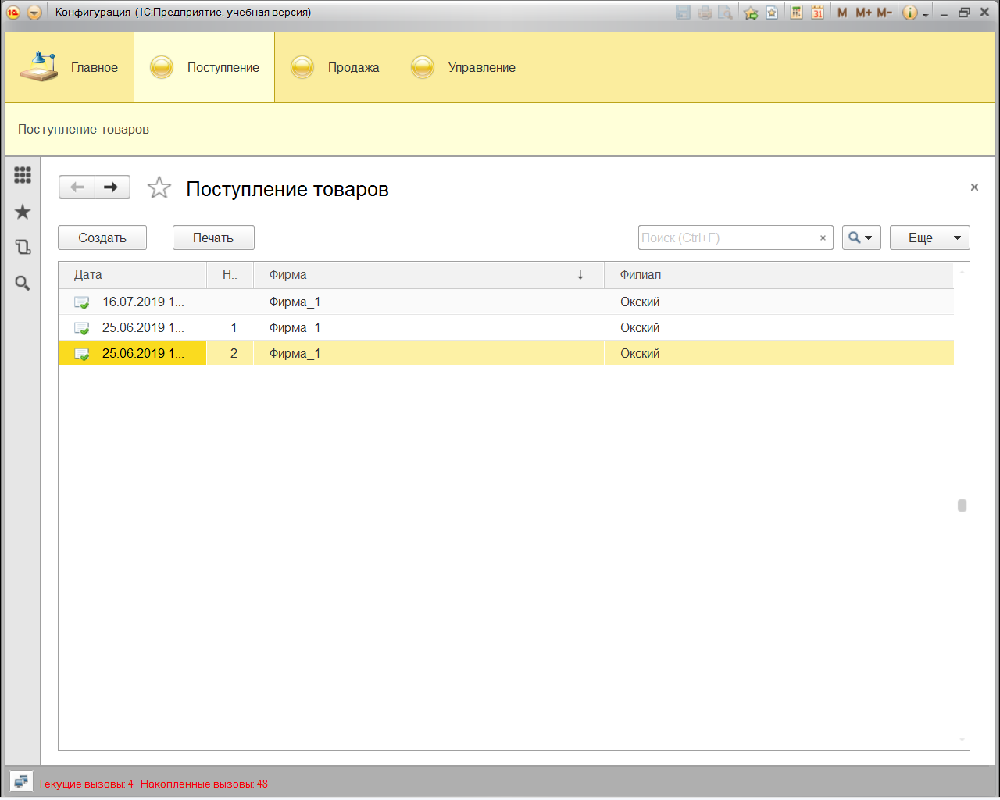 Конфигурация (1С:Предприятие, учебная версия)
31 M M+ M-
Главное Поступление Продажа Управление
Поступление товаров
Поступление товаров
Создать Печать Поиск (Ctrl+F) Еще
Дата Н.. Фирма Филиал
16.07.2019 1... Фирма_1 Окский
25.06.2019 1... 1 Фирма_1 Окский
25.06.2019 1... 2 Фирма_1 Окский
Текущие вызовы: 4 Накопленные вызовы: 48